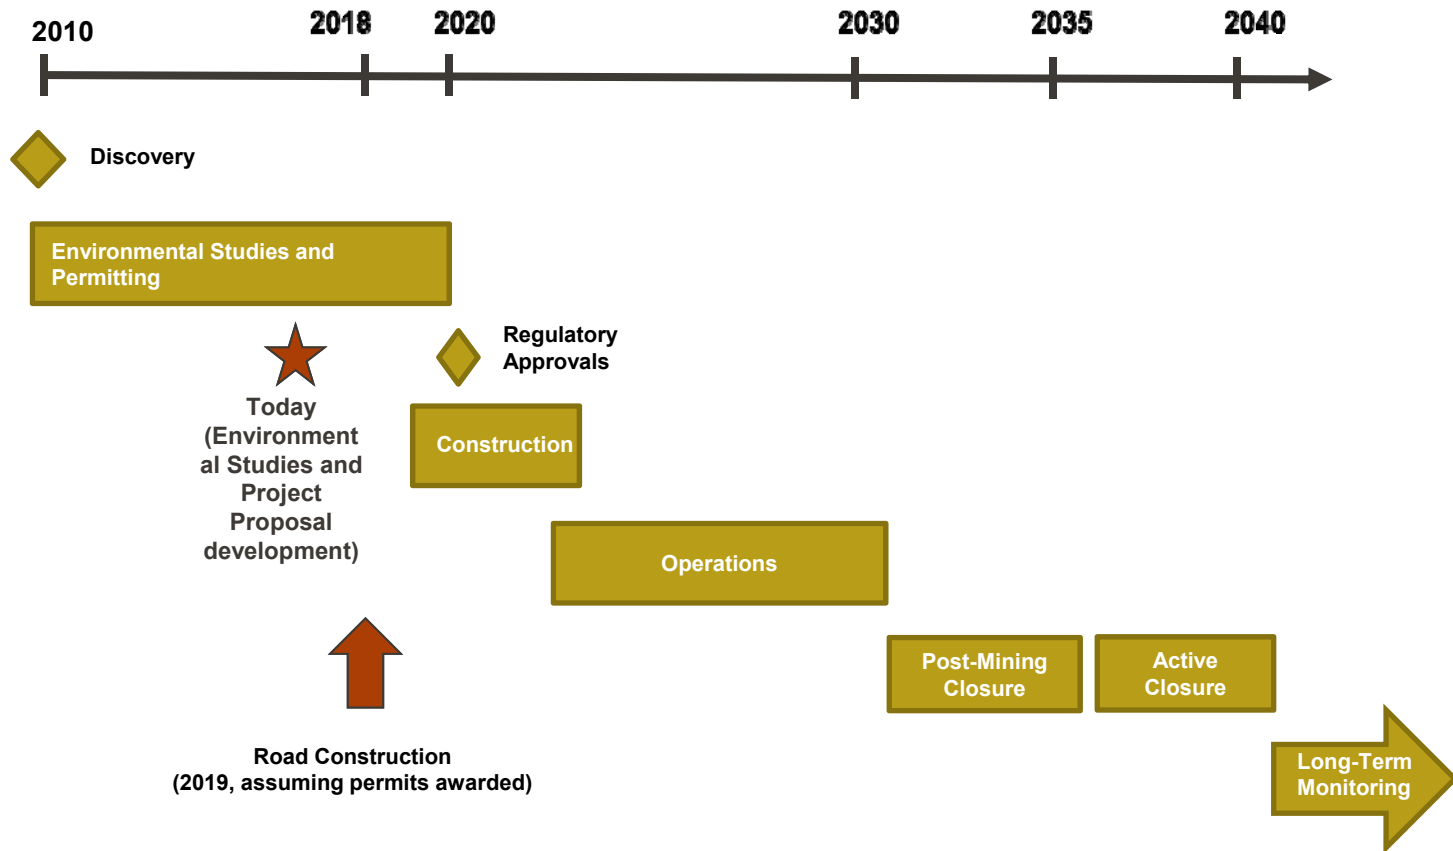 2010 2018 2020 2030 2035 2040
Discovery
Environmental Studies and
Permitting
Regulatory
Approvals
Today
(Environment
al Studies and
Project
Proposal
development)
Construction
Operations
Post-Mining
Closure
Active
Closure
Road Construction
(2019, assuming permits awarded)
Long-Term
Monitoring